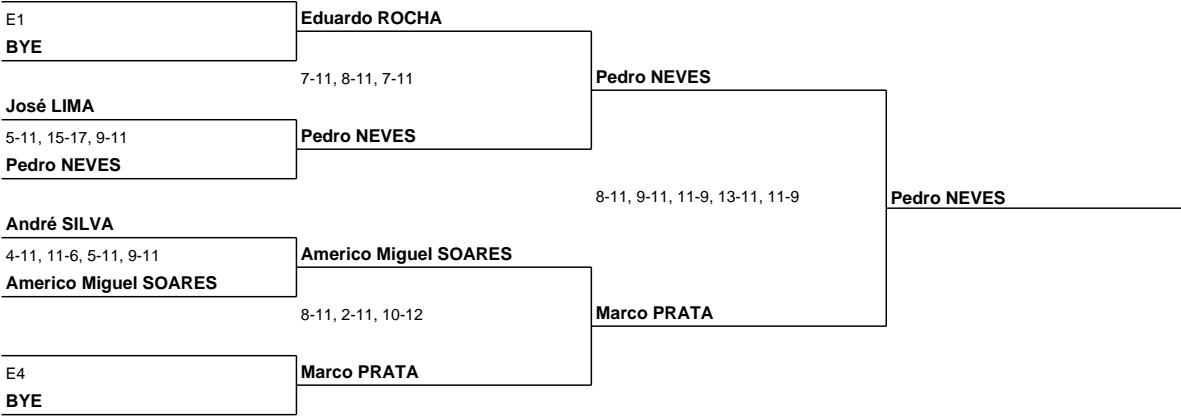 E1
BYE
Eduardo ROCHA
7-11, 8-11, 7-11
José LIMA
5-11, 15-17, 9-11
Pedro NEVES
Pedro NEVES
Pedro NEVES
8-11, 9-11, 11-9, 13-11, 11-9
Pedro NEVES
André SILVA
4-11, 11-6, 5-11, 9-11
Americo Miguel SOARES
Americo Miguel SOARES
8-11, 2-11, 10-12
Marco PRATA
E4
BYE
Marco PRATA